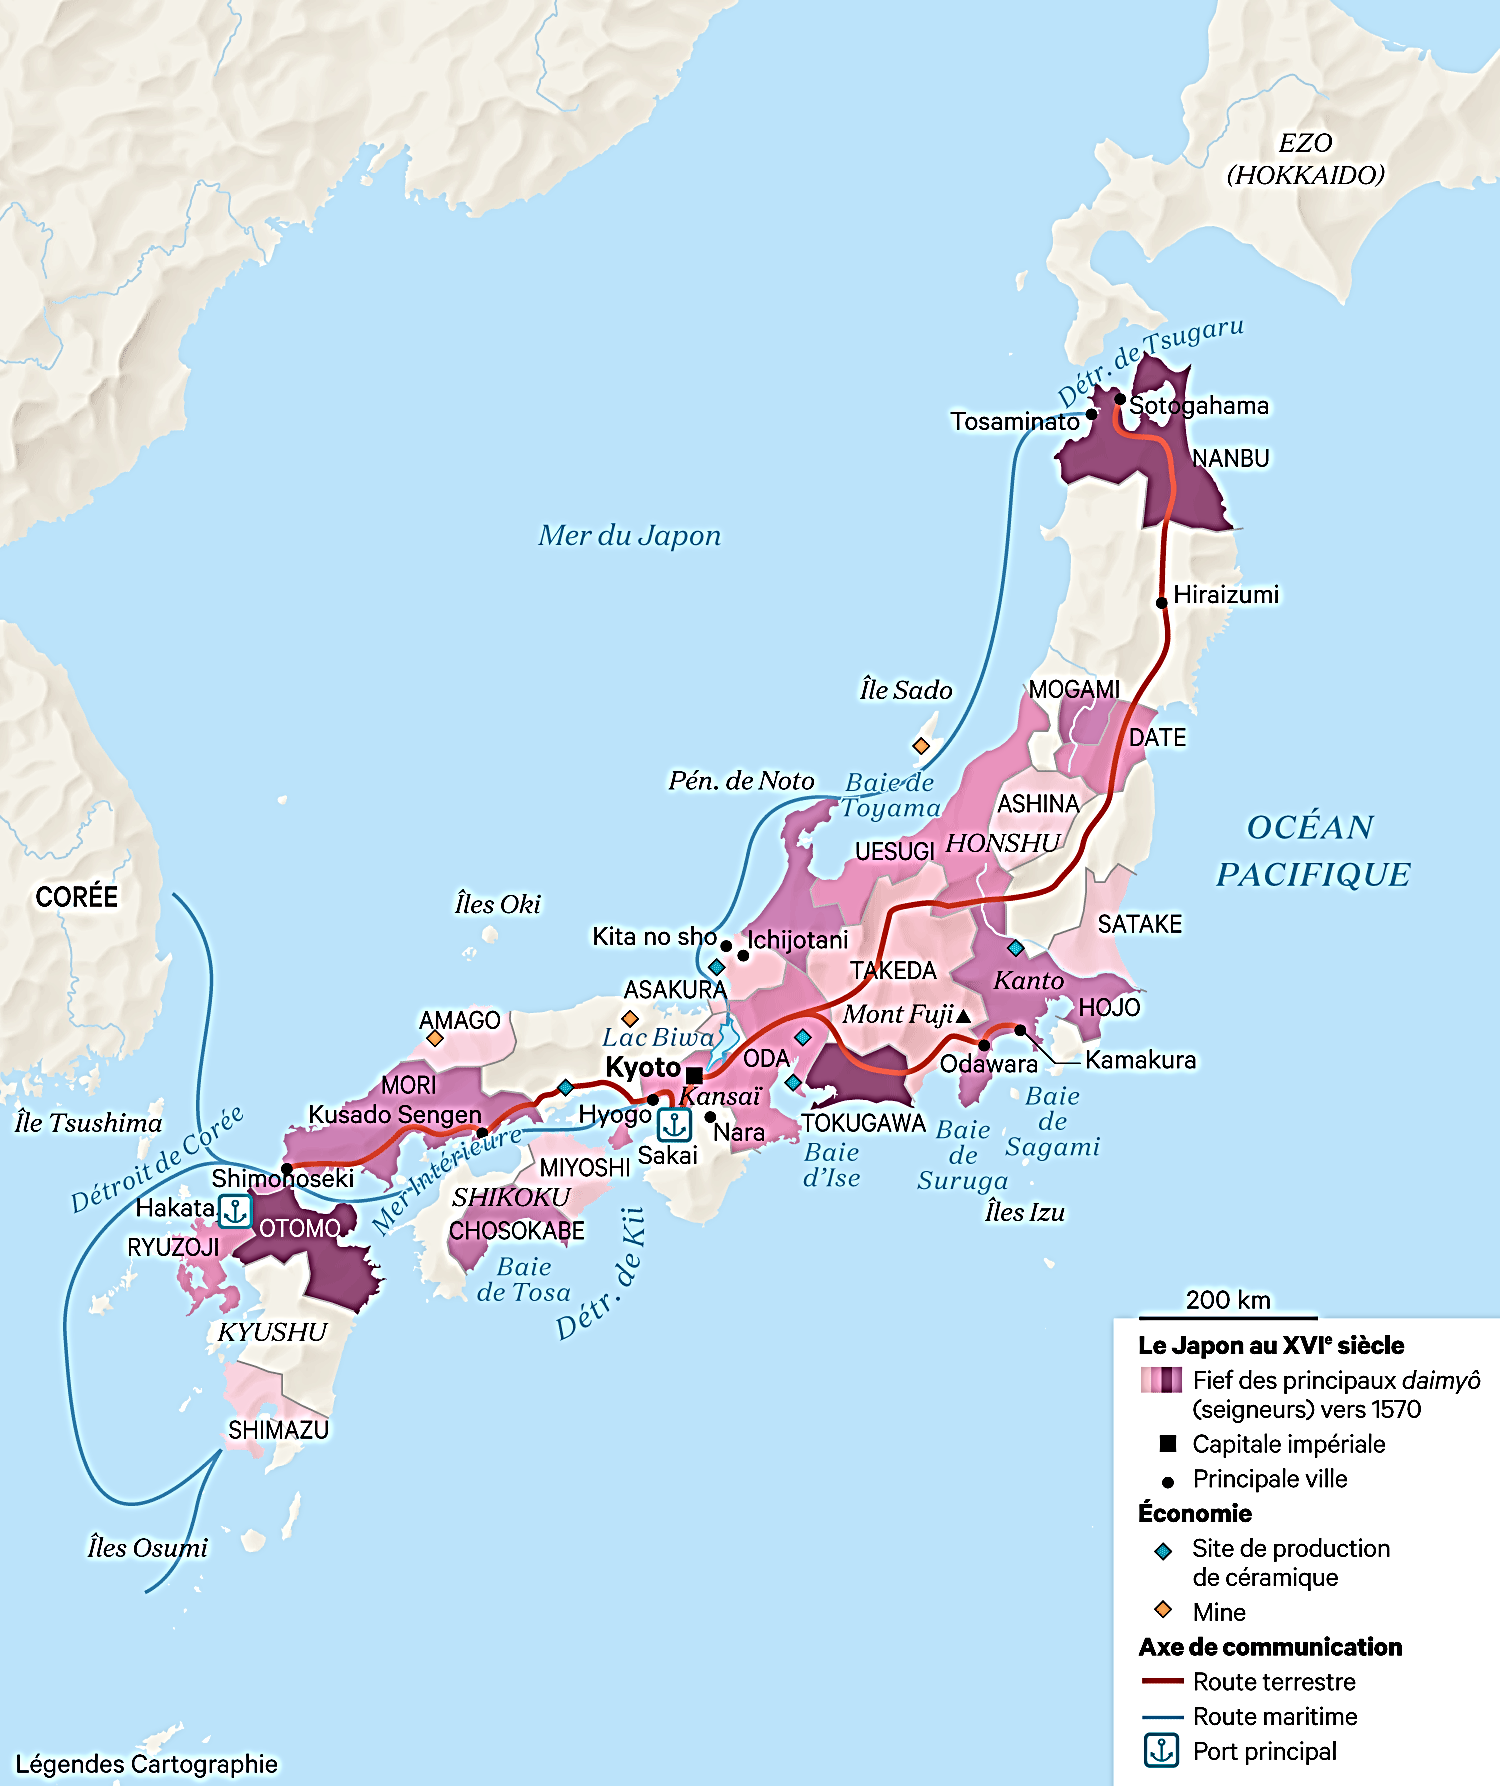 EZO
(HOKKAIDO)
Détr. de Tsugaru
Tosaminato
Sotogahama
NANBU
Mer du Japon
Hiraizumi
Île Sado
MOGAMI
DATE
Pén. de Noto
Baie de
Toyama
ASHINA
HONSHU
UESUGI
OCÉAN
PACIFIQUE
CORÉE
Îles Oki
Kita no sho
Ichijotani
SATAKE
TAKEDA
Kanto
ASAKURA
HOJO
AMAGO
Mont Fuji
Lac Biwa
Kyoto
ODA
Odawara
Kamakura
MORI
Kansaï
Kusado Sengen
Hyogo
Nara
TOKUGAWA
Île Tsushima
Détroit de Corée
Mer Intérieure
Sakai
MIYOSHI
Baie
d'Ise
Baie
de
Suruga
Baie
de
Sagami
Shimonoseki
SHIKOKU
Îles Izu
Hakata
OTOMO
CHOSOKABE
RYUZOJI
Baie
de Tosa
Détr. de Kii
KYUSHU
SHIMAZU
Îles Osumi
200 km
Le Japon au XVIe siècle
Fief des principaux daimyô
(seigneurs) vers 1570
Capitale impériale
Principale ville
Économie
Site de production
de céramique
Mine
Axe de communication
Route terrestre
Route maritime
Port principal
Légendes Cartographie